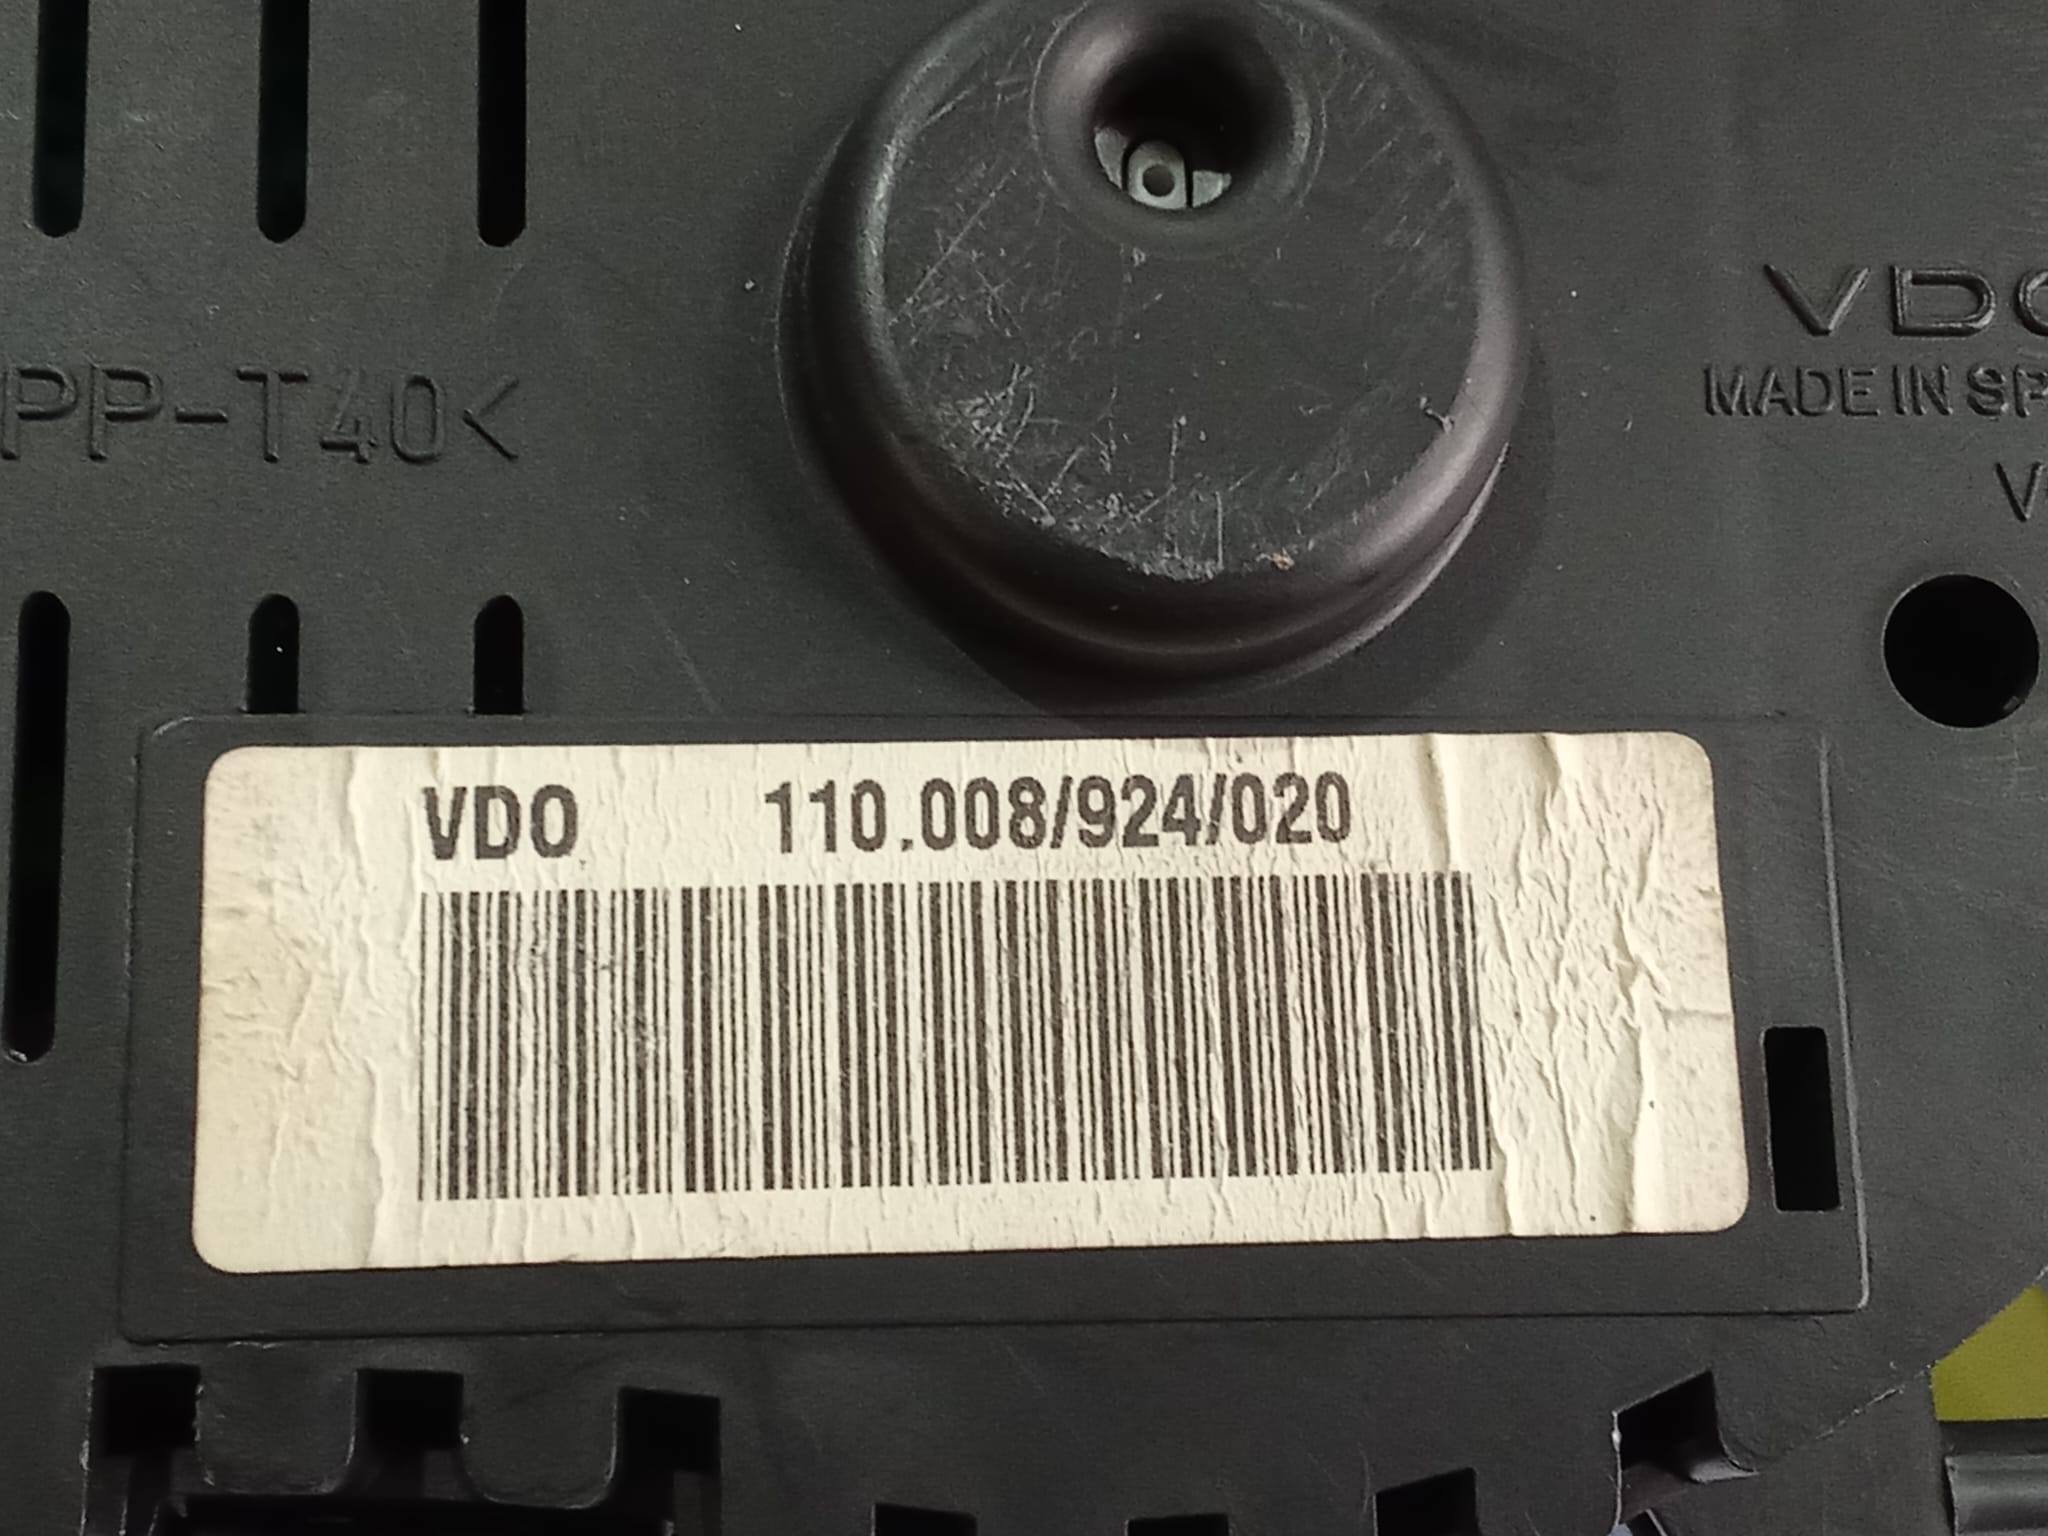 VDO
MADE IN SP
V
PP-T40<
VDO 110.008/924/020